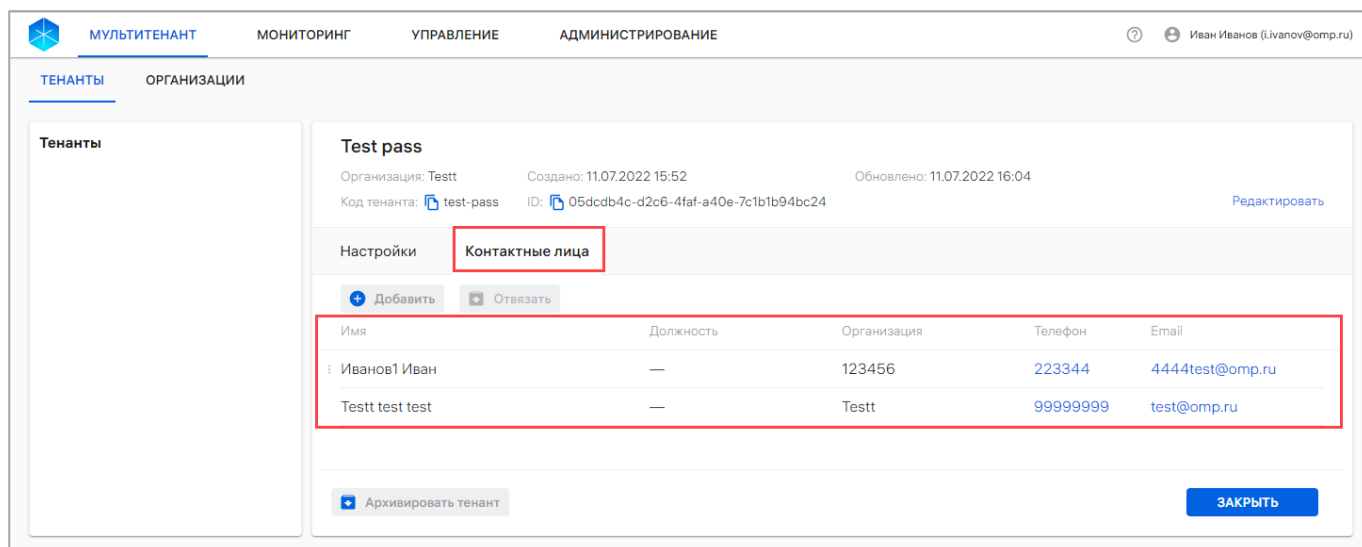 МУЛЬТИТЕНАНТ МОНИТОРИНГ УПРАВЛЕНИЕ АДМИНИСТРИРОВАНИЕ Иван Иванов (i.ivanov@omp.ru)
ТЕНАНТЫ ОРГАНИЗАЦИИ
Тенанты
Test pass
Организация: Testt Создано: 11.07.2022 15:52 Обновлено: 11.07.2022 16:04
Код тенанта: test-pass ID: 05dcdb4c-d2c6-4faf-a40e-7c1b1b94bc24 Редактировать
Настройки Контактные лица
Добавить Отвязать
Имя Должность Организация Телефон Email
Иванов1 Иван — 123456 223344 4444test@omp.ru
Testt test test — Testt 99999999 test@omp.ru
Архивировать тенант ЗАКРЫТЬ